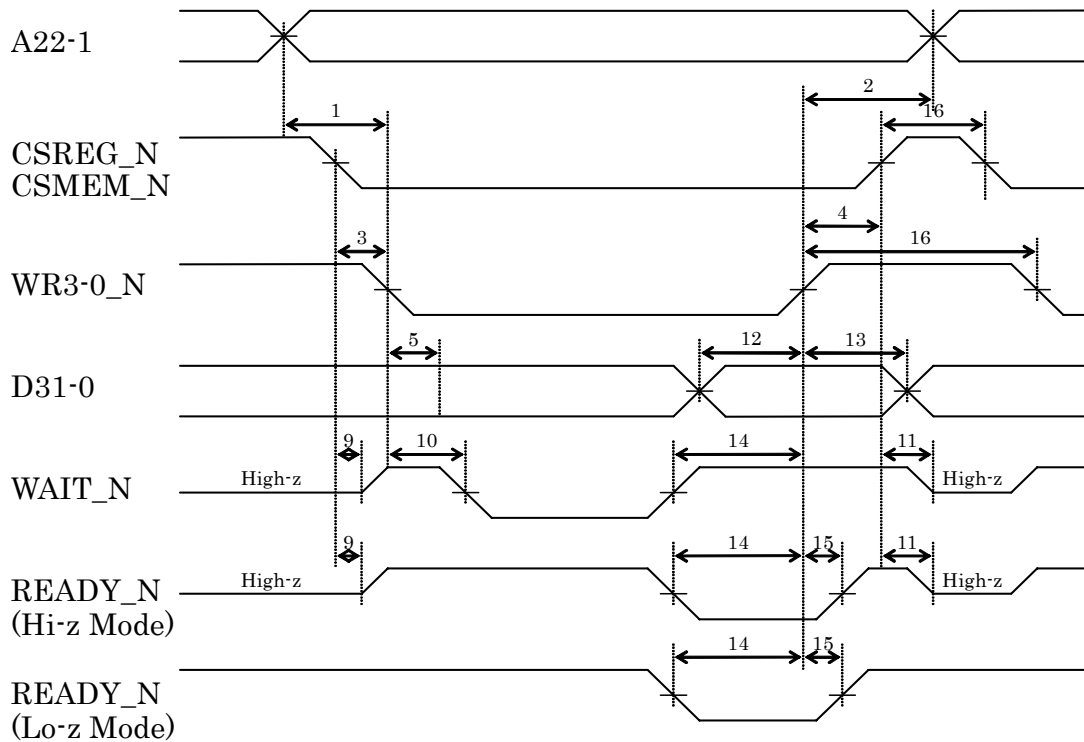 A22-1
2
1
16
CSREG_N
CSMEM_N
4
3
16
WR3-0_N
5
12
13
D31-0
9
10
14
11
WAIT_N
High-z
High-z
9
14
15
11
READY_N
High-z
High-z
(Hi-z Mode)
14
15
READY_N
(Lo-z Mode)